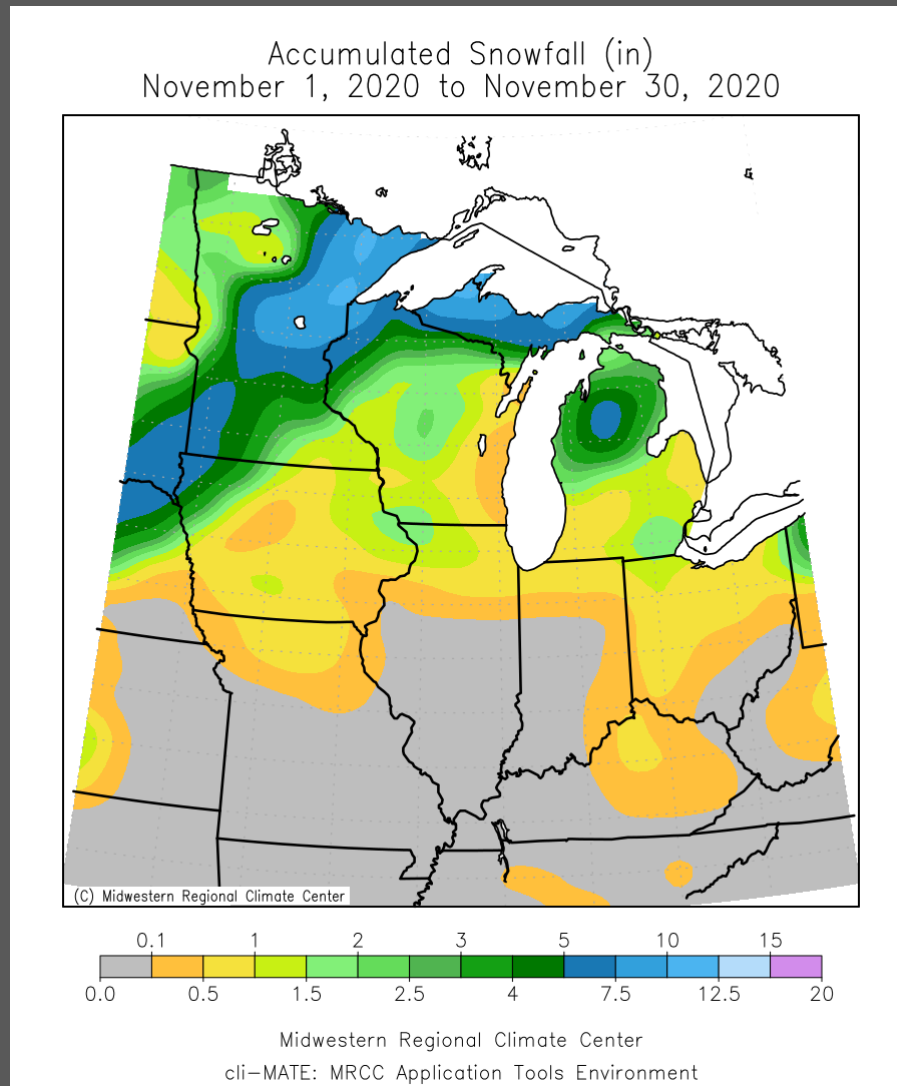 Accumulated Snowfall (in)
November 1, 2020 to November 30, 2020
(C) Midwestern Regional Climate Center
0.1 1 2 3 5 10 15
0.0 0.5 1.5 2.5 4 7.5 12.5 20
Midwestern Regional Climate Center
cli-MATE: MRCC Application Tools Environment